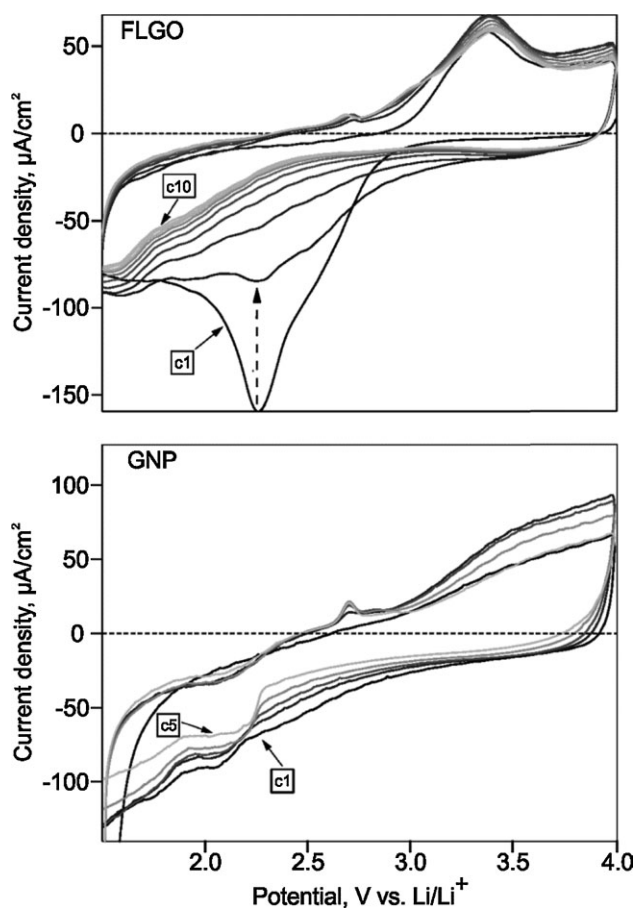 FLGO
50
0
-50
-100
-150
Current density, µA/cm²
c10
c1
GNP
100
50
0
-50
-100
Current density, µA/cm²
c5
c1
2.0 2.5 3.0 3.5 4.0
Potential, V vs. Li/Li⁺